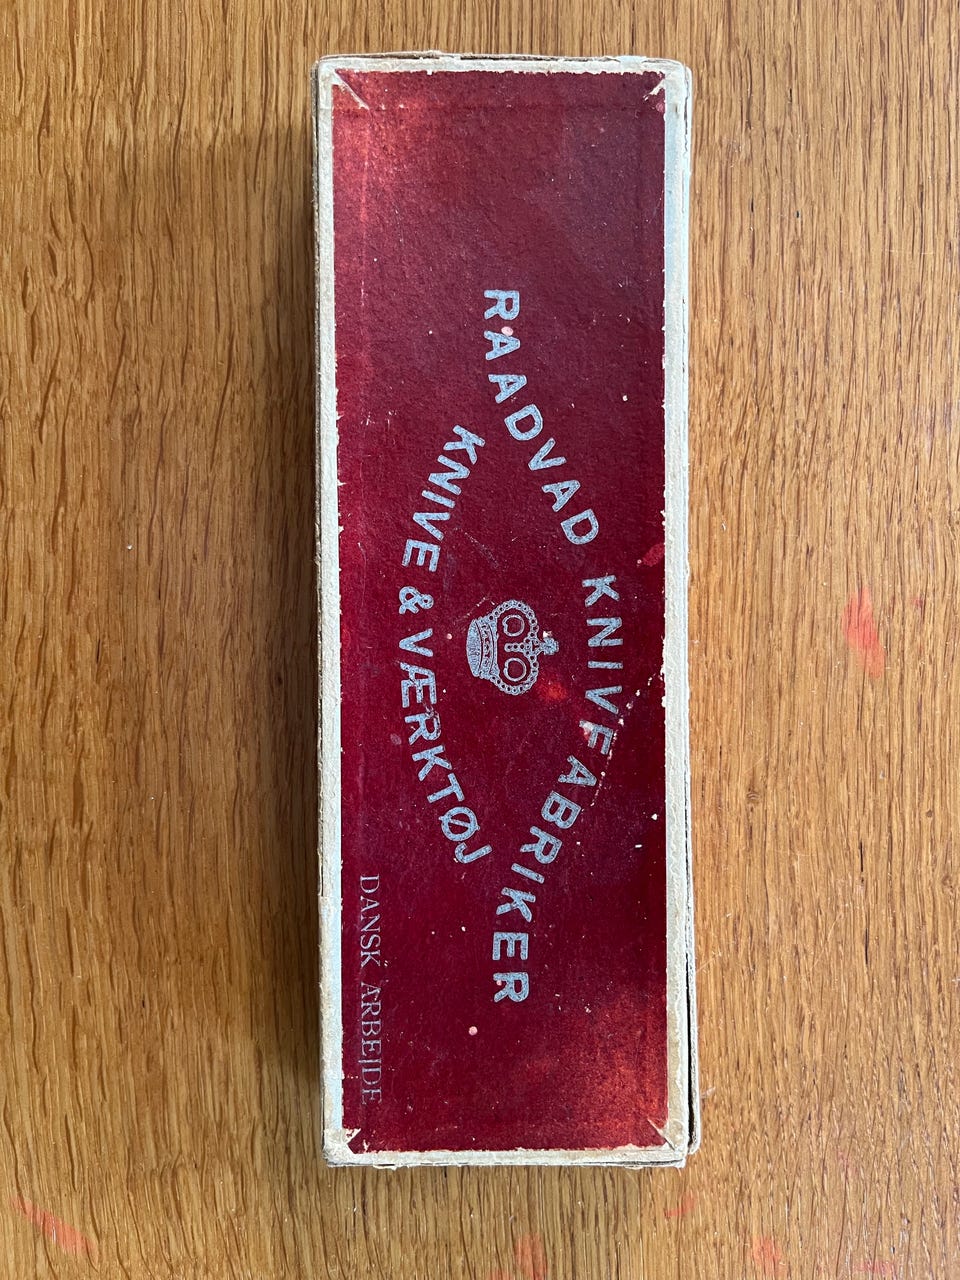 RAADVAD KNIVFABRIKER
KNIVE & VÆRKTØJ
DANSK ARBEJDE